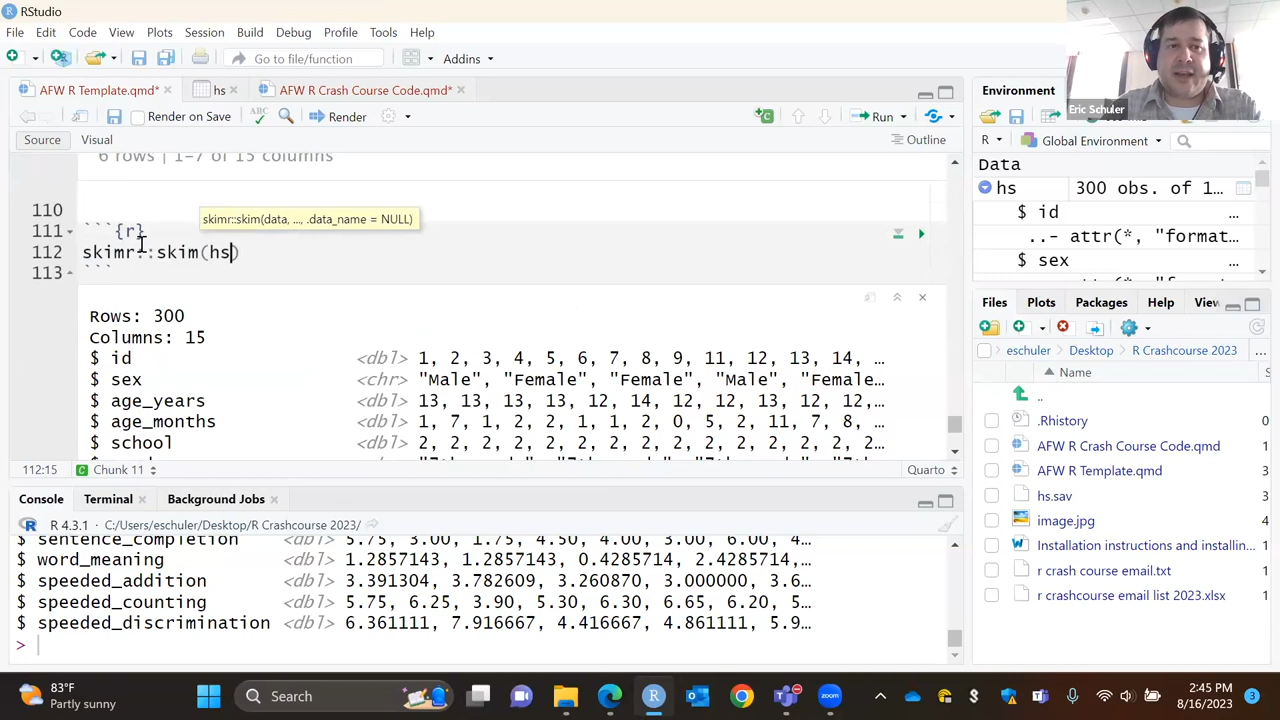 RStudio
File Edit Code View Plots Session Build Debug Profile Tools Help
Go to file/function Addins
AFW R Template.qmd* hs AFW R Crash Course Code.qmd*
Render on Save ABC Render Run
Source Visual Outline
6 rows | 1-7 of 15 columns
110
skimr::skim(data, ..., .data_name = NULL)
111 ```{r}
112 skimr::skim(hs)
113 ```
Rows: 300
Columns: 15
$ id <dbl> 1, 2, 3, 4, 5, 6, 7, 8, 9, 11, 12, 13, 14, …
$ sex <chr> "Male", "Female", "Female", "Male", "Female…
$ age_years <dbl> 13, 13, 13, 13, 12, 14, 12, 12, 13, 12, 12,…
$ age_months <dbl> 1, 7, 1, 2, 2, 1, 1, 2, 0, 5, 2, 11, 7, 8, …
$ school <dbl> 2, 2, 2, 2, 2, 2, 2, 2, 2, 2, 2, 2, 2, 2, 2…
112:15 Chunk 11 Quarto
Console Terminal Background Jobs
R 4.3.1 · C:/Users/eschuler/Desktop/R Crashcourse 2023/
$ sentence_completion <dbl> 5.75, 3.00, 1.75, 4.50, 4.00, 3.00, 6.00, 4…
$ word_meaning <dbl> 1.2857143, 1.2857143, 0.4285714, 2.4285714,…
$ speeded_addition <dbl> 3.391304, 3.782609, 3.260870, 3.000000, 3.6…
$ speeded_counting <dbl> 5.75, 6.25, 3.90, 5.30, 6.30, 6.65, 6.20, 5…
$ speeded_discrimination <dbl> 6.361111, 7.916667, 4.416667, 4.861111, 5.9…
>
Eric Schuler
Environment
R Global Environment
Data
hs 300 obs. of 1…
$ id …
..- attr(*, "format…
$ sex …
Files Plots Packages Help View
eschuler Desktop R Crashcourse 2023 ...
Name S
..
.Rhistory 0
AFW R Crash Course Code.qmd 1
AFW R Template.qmd 3
hs.sav 3
image.jpg 3
Installation instructions and installin... 1
r crash course email.txt 1
r crashcourse email list 2023.xlsx 1
83°F
Partly sunny
Search
zoom
2:45 PM
8/16/2023
3